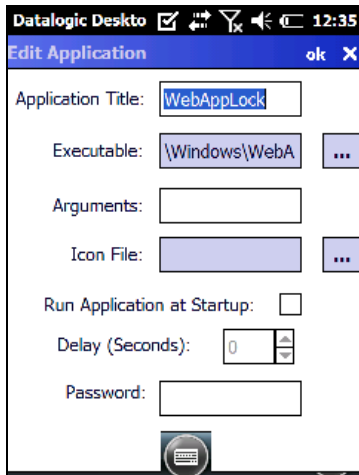 Datalogic Deskto 12:35
Edit Application ok X
Application Title: WebAppLock
Executable: \Windows\WebA ...
Arguments:
Icon File: ...
Run Application at Startup:
Delay (Seconds): 0
Password: